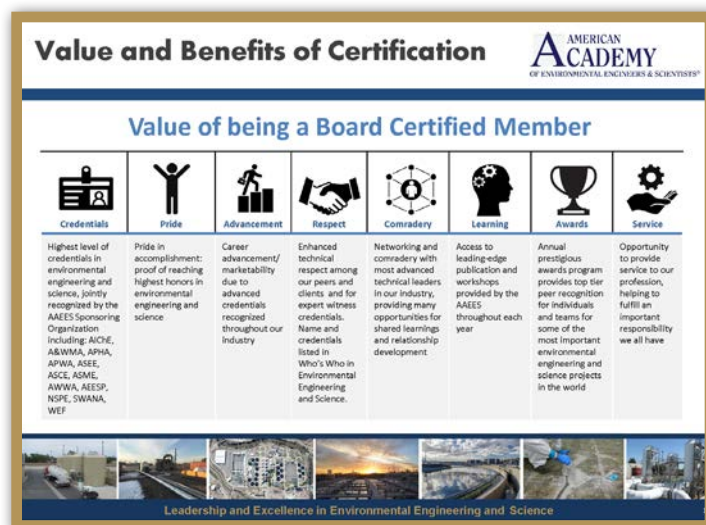 Value and Benefits of Certification
AMERICAN
ACADEMY
OF ENVIRONMENTAL ENGINEERS & SCIENTISTS®
Value of being a Board Certified Member
Credentials
Highest level of
credentials in
environmental
engineering and
science, jointly
recognized by the
AAEES Sponsoring
Organization
including: AIChE,
A&WMA, APHA,
APWA, ASEE,
ASCE, ASME,
AWWA, AEESP,
NSPE, SWANA,
WEF
Pride
Pride in
accomplishment:
proof of reaching
highest honors in
environmental
engineering and
science
Advancement
Career
advancement/
marketability
due to
advanced
credentials
recognized
throughout our
industry
Respect
Enhanced
technical
respect among
our peers and
clients and for
expert witness
credentials.
Name and
credentials
listed in
Who's Who in
Environmental
Engineering
and Science.
Comradery
Networking and
comradery with
most advanced
technical leaders
in our industry,
providing many
opportunities for
shared learnings
and relationship
development
Learning
Access to
leading-edge
publication and
workshops
provided by the
AAEES
throughout each
year
Awards
Annual
prestigious
awards program
provides top tier
peer recognition
for individuals
and teams for
some of the
most important
environmental
engineering and
science projects
in the world
Service
Opportunity
to provide
service to our
profession,
helping to
fulfill an
important
responsibility
we all have
Leadership and Excellence in Environmental Engineering and Science